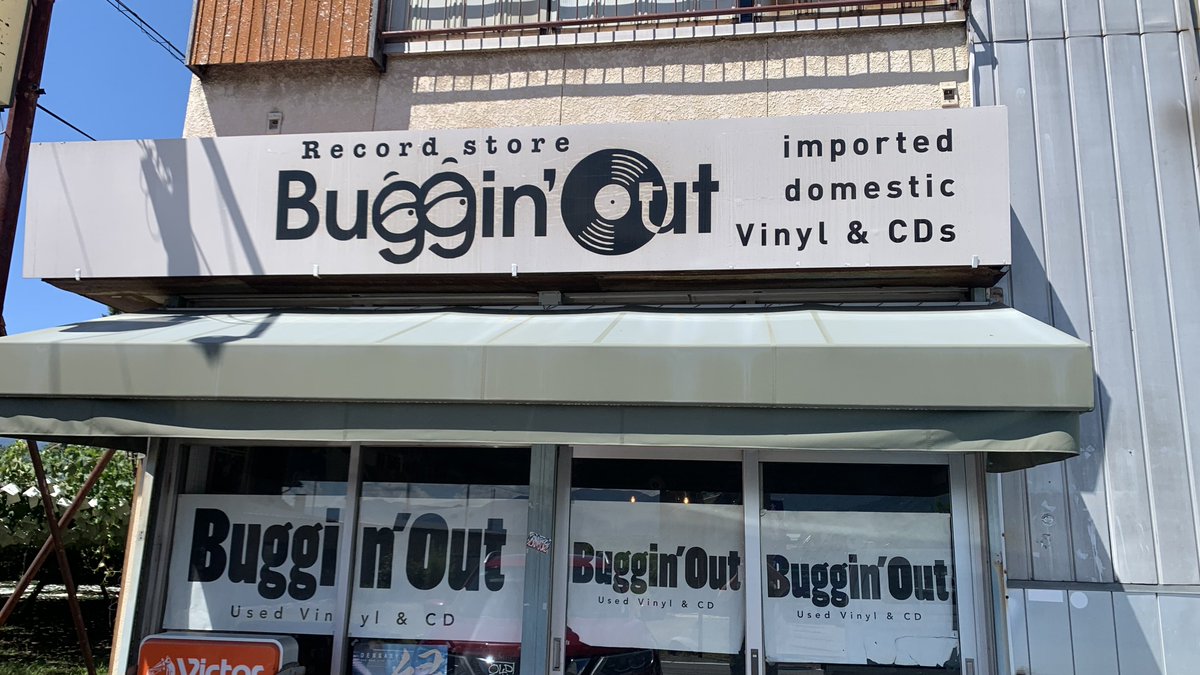 Record store
Buggin'Out
imported
domestic
Vinyl & CDs
Buggin'Out
Used Vinyl & CD
Buggin'Out
Used Vinyl & CD
Buggin'Out
Used Vinyl & CD
Victor